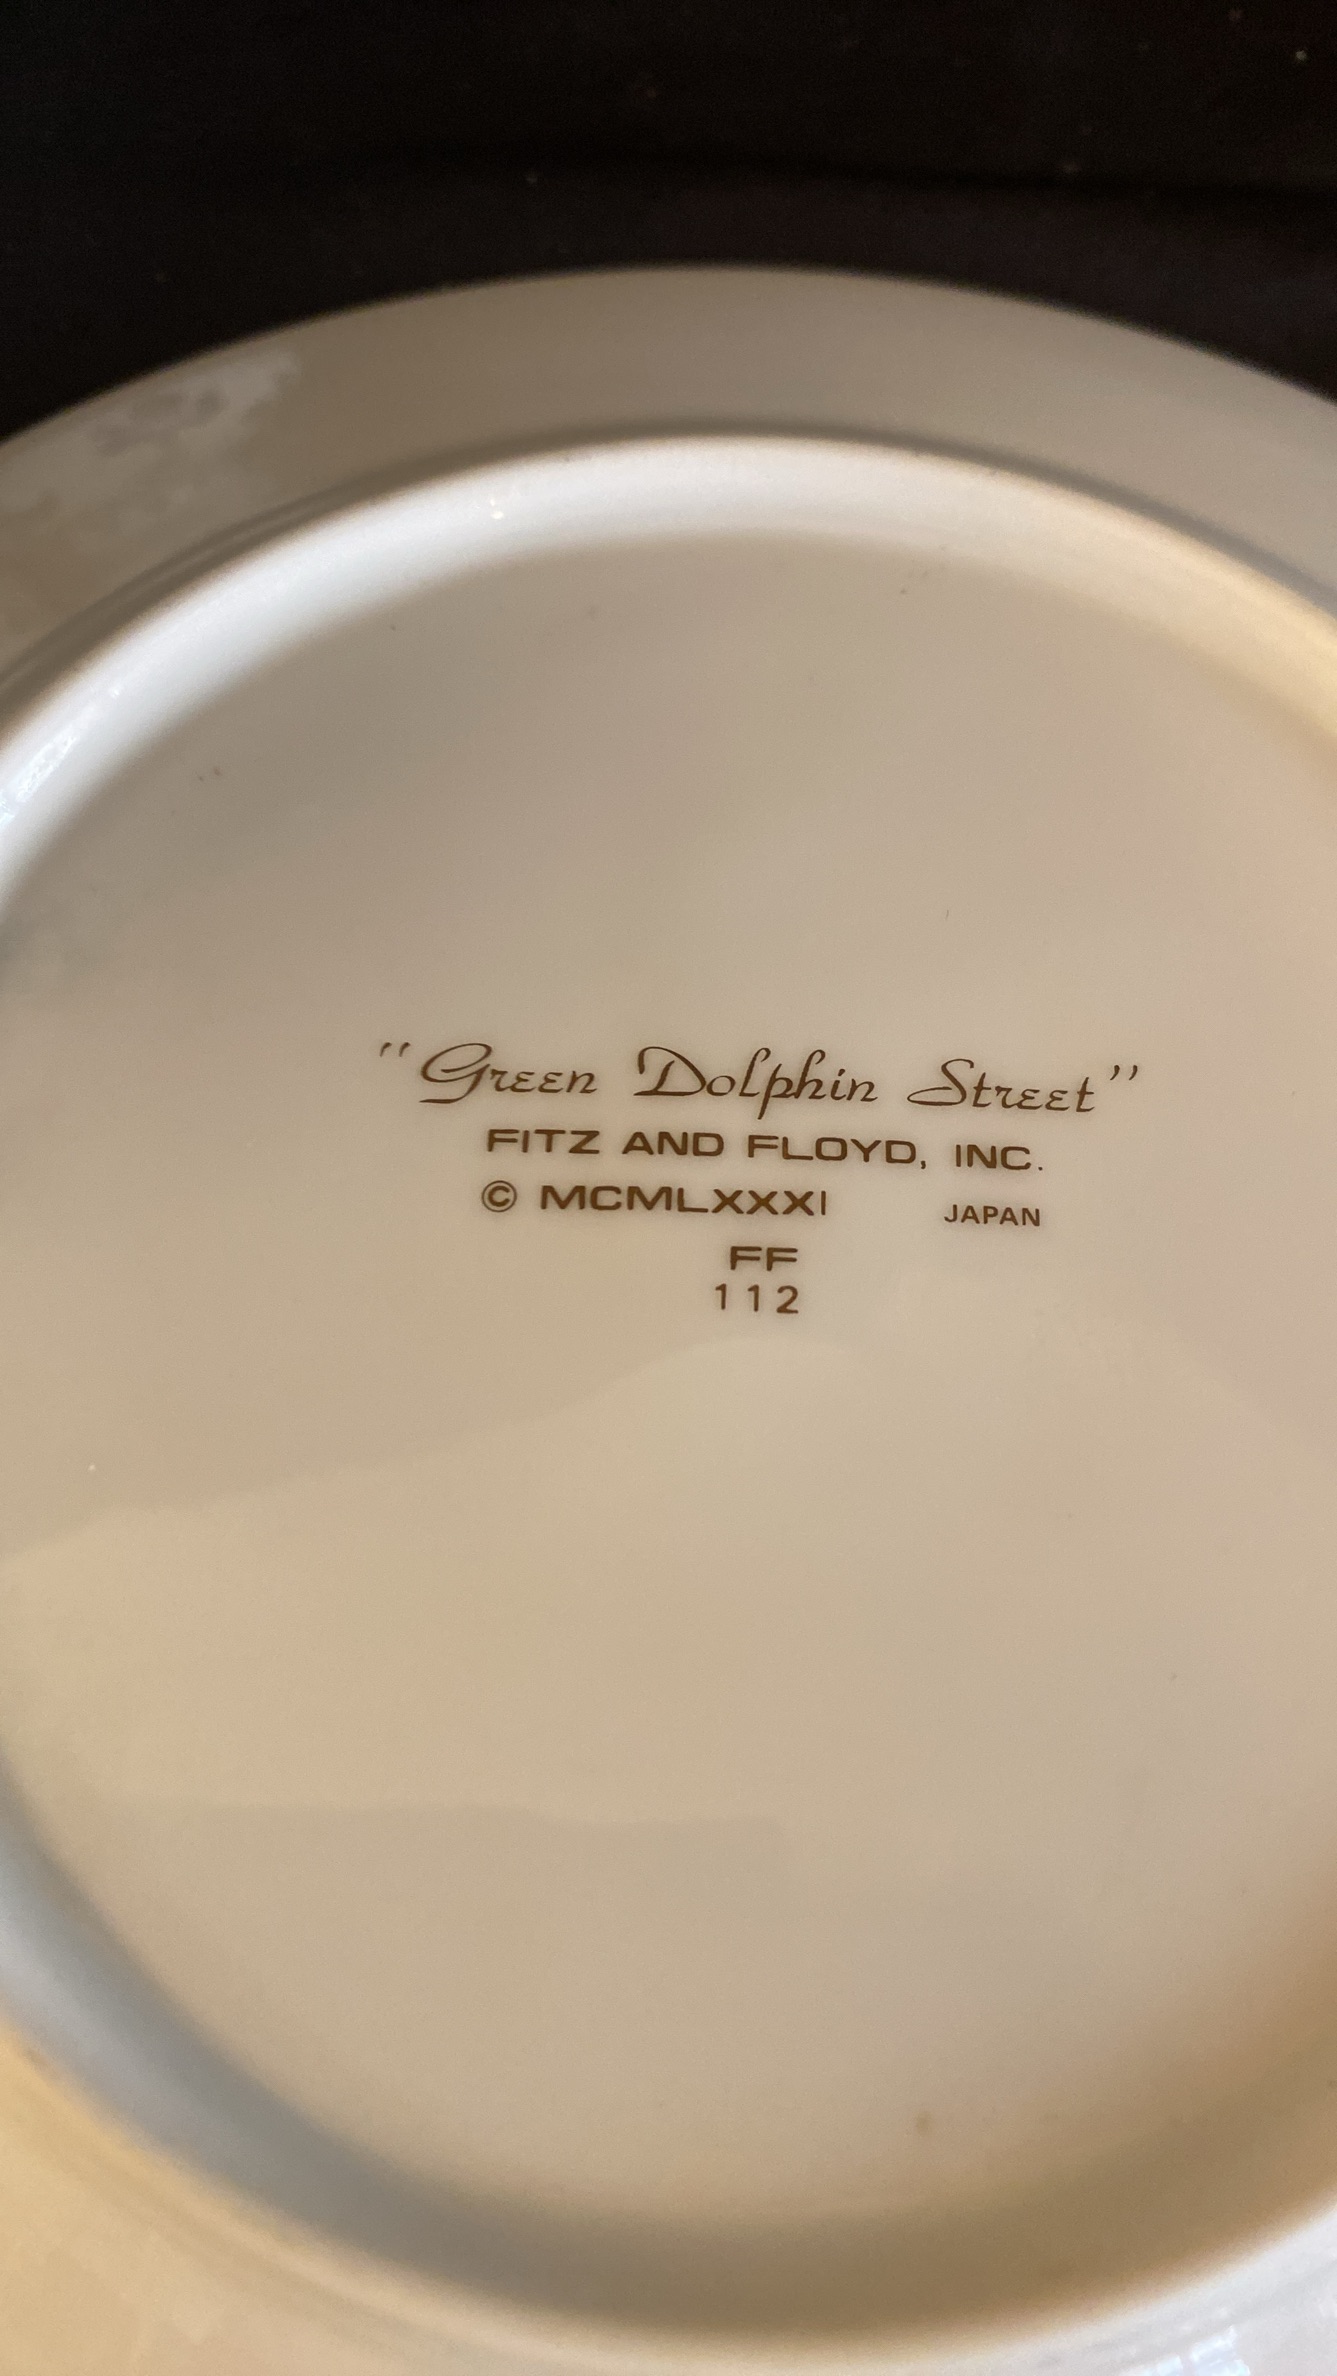 "Green Dolphin Street"
FITZ AND FLOYD, INC.
© MCMLXXXI JAPAN
FF
112